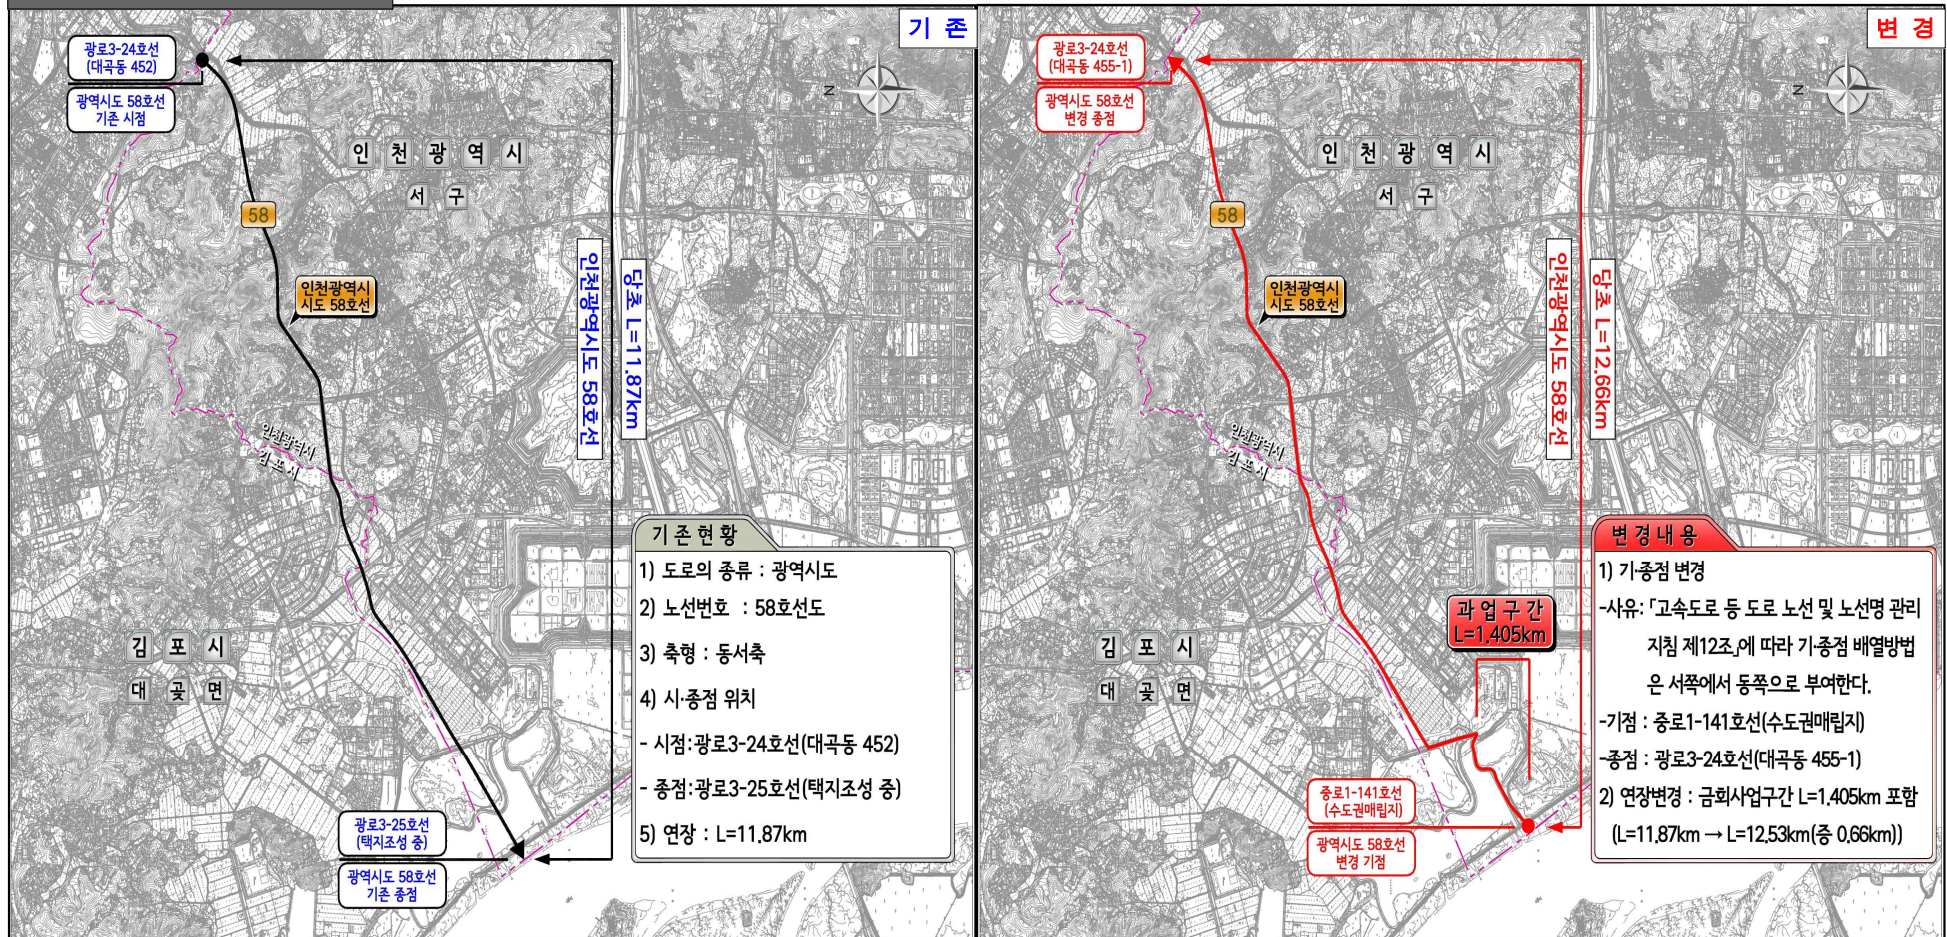 기 존
광로3-24호선
(대곡동 452)
광역시도 58호선
기존 시점
N
인 천 광 역 시
서 구
58
인천광역시
시도 58호선
인천광역시도 58호선
당초 L=11.87km
인천광역시
김 포 시
김 포 시
대 곶 면
광로3-25호선
(택지조성 중)
광역시도 58호선
기존 종점
기 존 현 황
1) 도로의 종류 : 광역시도
2) 노선번호 : 58호선도
3) 축형 : 동서축
4) 시·종점 위치
- 시점:광로3-24호선(대곡동 452)
- 종점:광로3-25호선(택지조성 중)
5) 연장 : L=11.87km
변 경
광로3-24호선
(대곡동 455-1)
광역시도 58호선
변경 종점
N
인 천 광 역 시
서 구
58
인천광역시
시도 58호선
인천광역시도 58호선
당초 L=12.66km
인천광역시
김 포 시
김 포 시
대 곶 면
과 업 구 간
L=1.405km
중로1-141호선
(수도권매립지)
광역시도 58호선
변경 기점
변 경 내 용
1) 기·종점 변경
-사유: 「고속도로 등 도로 노선 및 노선명 관리
지침 제12조」에 따라 기·종점 배열방법
은 서쪽에서 동쪽으로 부여한다.
-기점 : 중로1-141호선(수도권매립지)
-종점 : 광로3-24호선(대곡동 455-1)
2) 연장변경 : 금회사업구간 L=1.405km 포함
(L=11.87km → L=12.53km(증 0.66km))